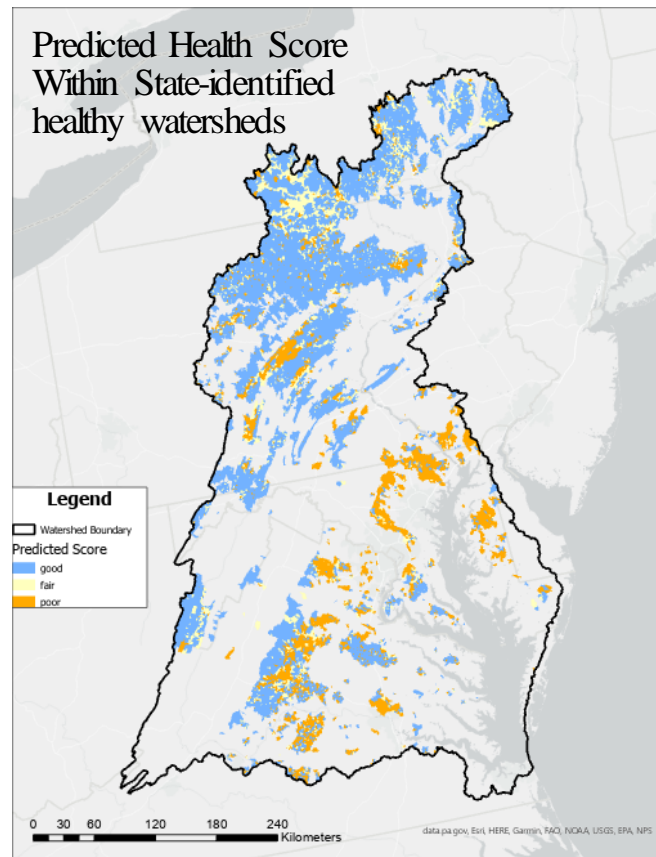 Predicted Health Score
Within State-identified
healthy watersheds
Legend
Watershed Boundary
Predicted Score
good
fair
poor
0 30 60 120 180 240
Kilometers
data.pa.gov, Esri, HERE, Garmin, FAO, NOAA, USGS, EPA, NPS